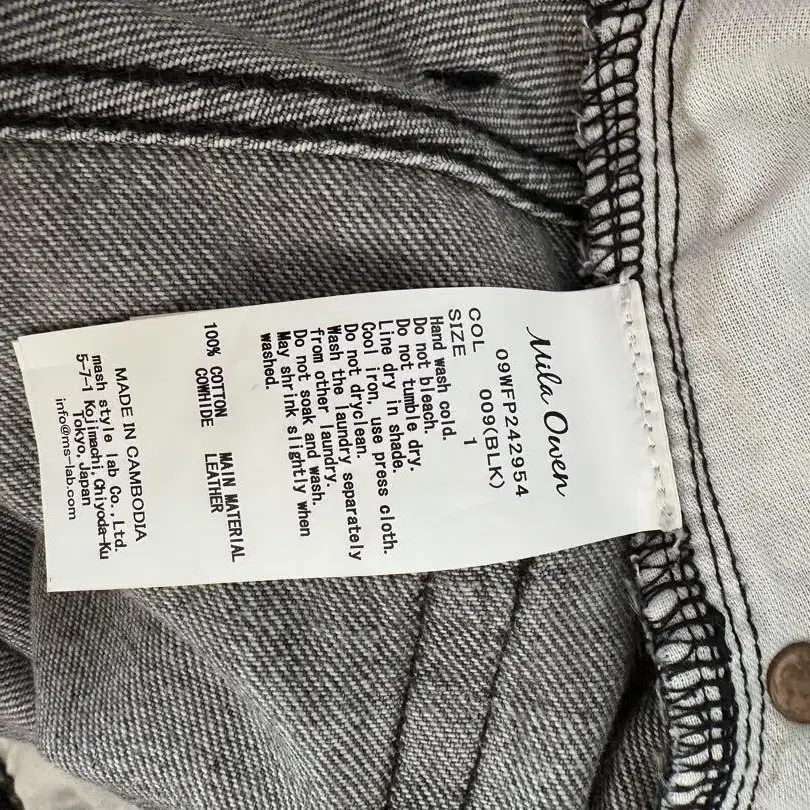 Mila Owen
09WFP242954
COL 009(BLK)
SIZE 1
Hand wash cold.
Do not bleach.
Do not tumble dry.
Line dry in shade.
Cool iron, use press cloth.
Do not dryclean.
Wash the laundry separately
from other laundry.
Do not soak and wash.
May shrink slightly when
washed.
MAIN MATERIAL
100% COTTON
LEATHER
COWHIDE
MADE IN CAMBODIA
mash style lab Co.,Ltd.
5-7-1 Kojimachi, Chiyoda-Ku
Tokyo, Japan
info@ms-lab.com